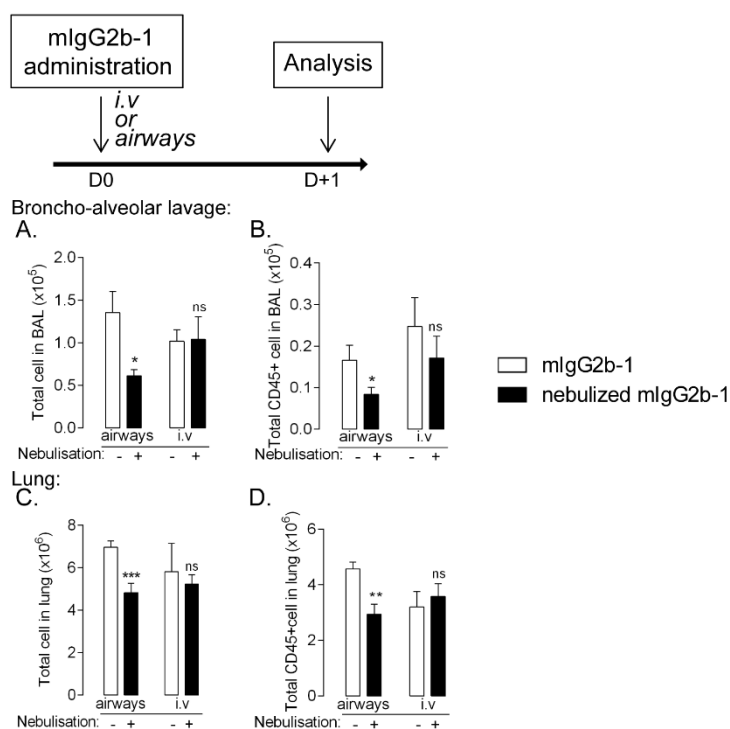 mIgG2b-1
administration
Analysis
i.v
or
airways
D0
D+1
Broncho-alveolar lavage:
A.
Total cell in BAL (x10⁵)
2.0
1.5
1.0
0.5
0.0
*
ns
airways
i.v
Nebulisation: - + - +
B.
Total CD45+ cell in BAL (x10⁵)
0.4
0.3
0.2
0.1
0.0
*
ns
airways
i.v
Nebulisation: - + - +
mIgG2b-1
nebulized mIgG2b-1
Lung:
C.
Total cell in lung (x10⁶)
8
6
4
2
0
***
ns
airways
i.v
Nebulisation: - + - +
D.
Total CD45+cell in lung (x10⁶)
6
4
2
0
**
ns
airways
i.v
Nebulisation: - + - +